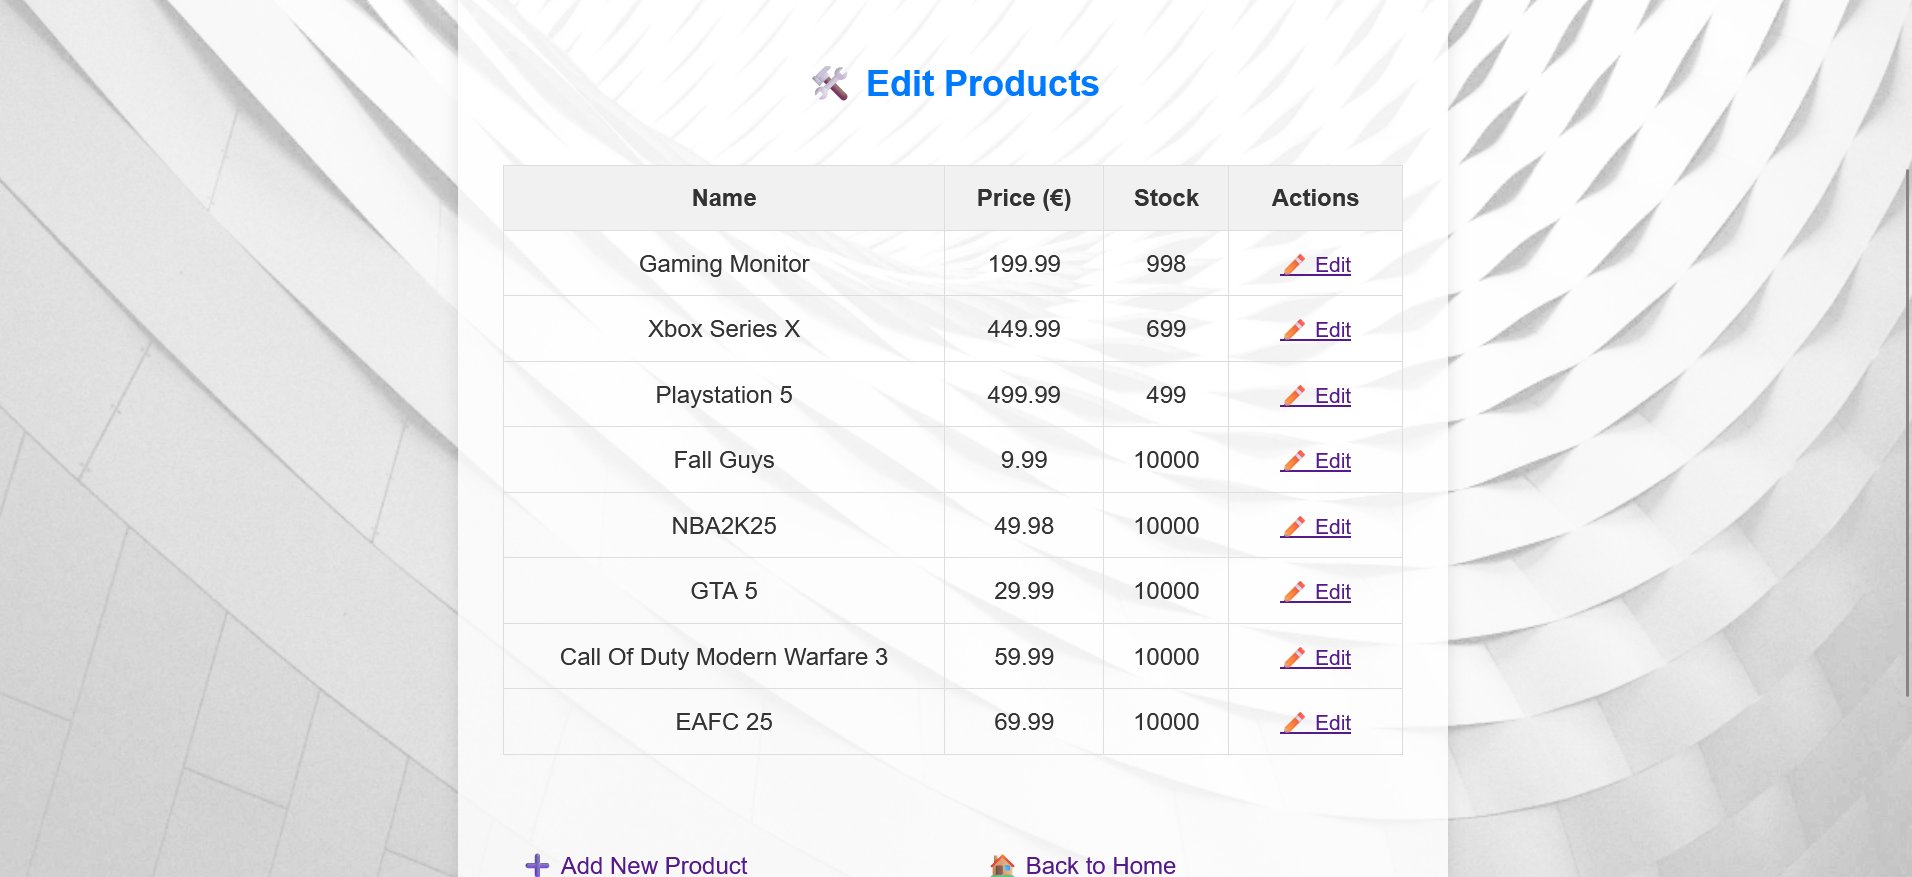 🛠️ Edit Products
Name Price (€) Stock Actions
Gaming Monitor 199.99 998 ✏️ Edit
Xbox Series X 449.99 699 ✏️ Edit
Playstation 5 499.99 499 ✏️ Edit
Fall Guys 9.99 10000 ✏️ Edit
NBA2K25 49.98 10000 ✏️ Edit
GTA 5 29.99 10000 ✏️ Edit
Call Of Duty Modern Warfare 3 59.99 10000 ✏️ Edit
EAFC 25 69.99 10000 ✏️ Edit
➕ Add New Product 🏠 Back to Home